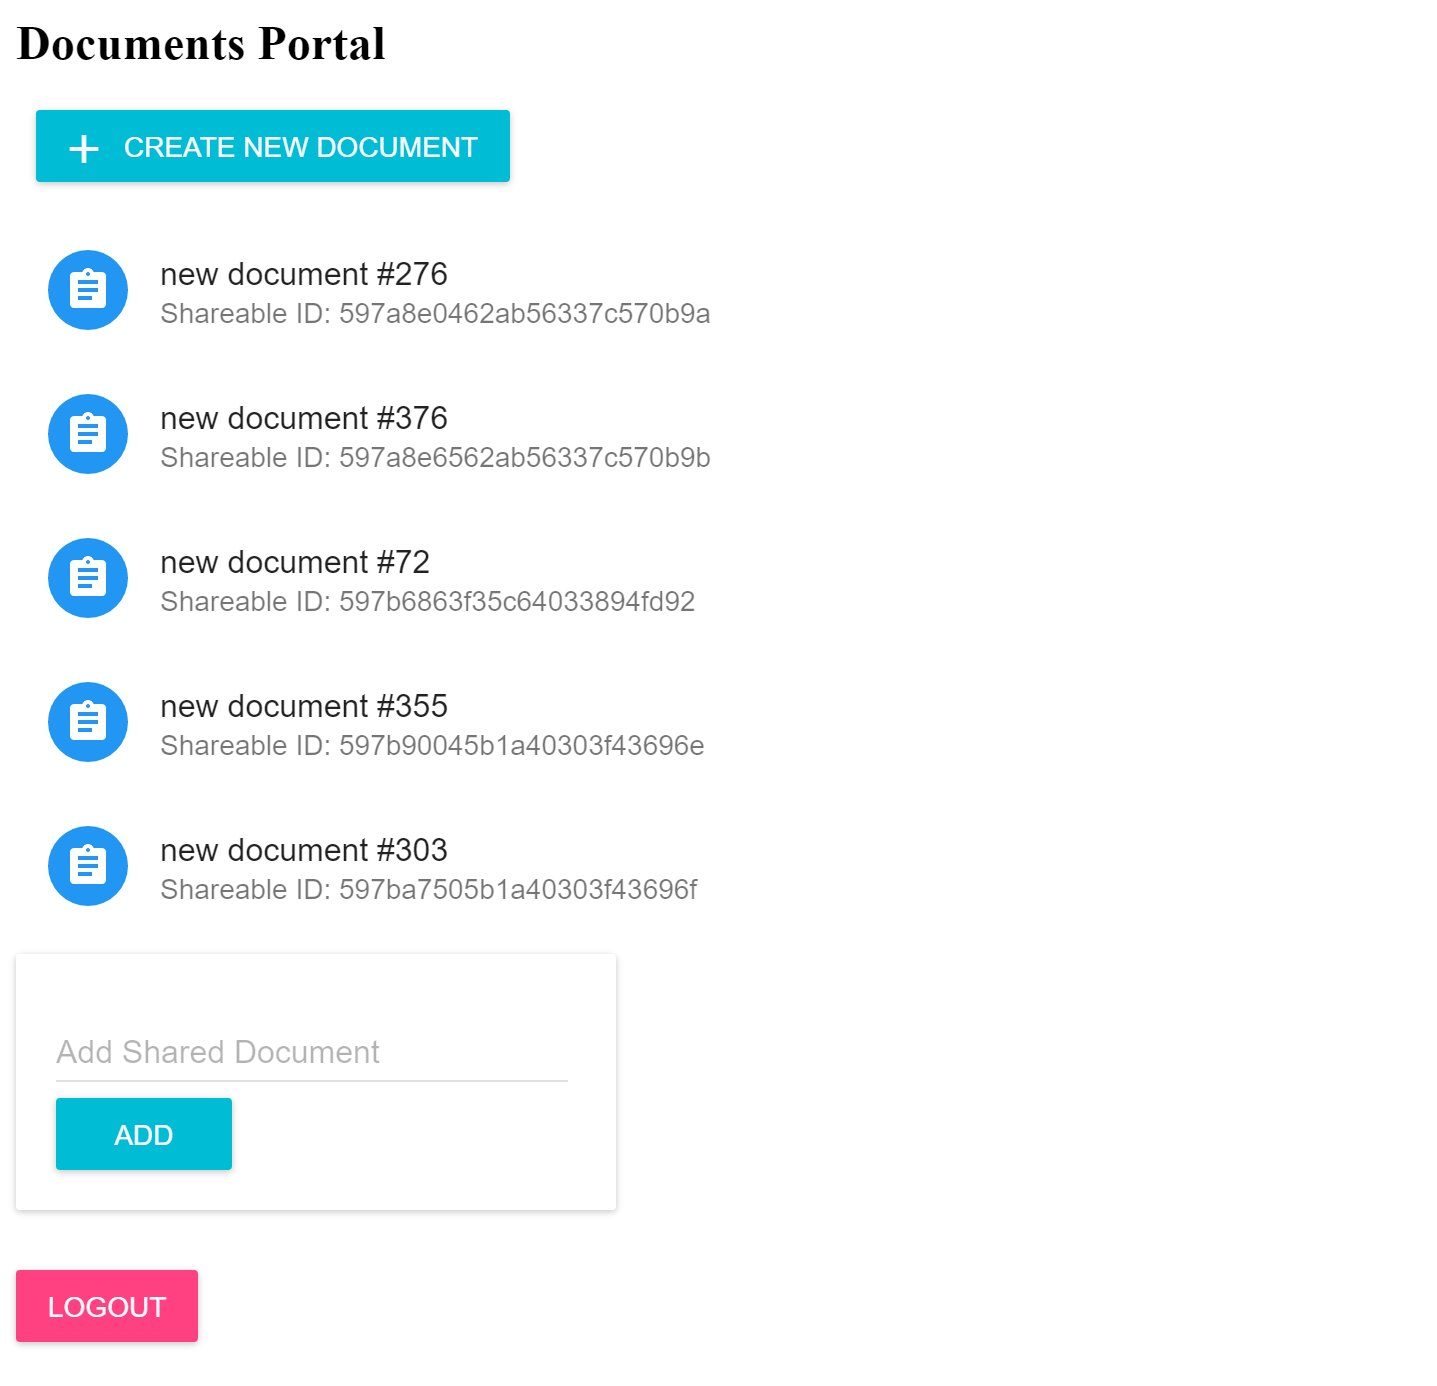 Documents Portal
CREATE NEW DOCUMENT
new document #276
Shareable ID: 597a8e0462ab56337c570b9a
new document #376
Shareable ID: 597a8e6562ab56337c570b9b
new document #72
Shareable ID: 597b6863f35c64033894fd92
new document #355
Shareable ID: 597b90045b1a40303f43696e
new document #303
Shareable ID: 597ba7505b1a40303f43696f
Add Shared Document
ADD
LOGOUT